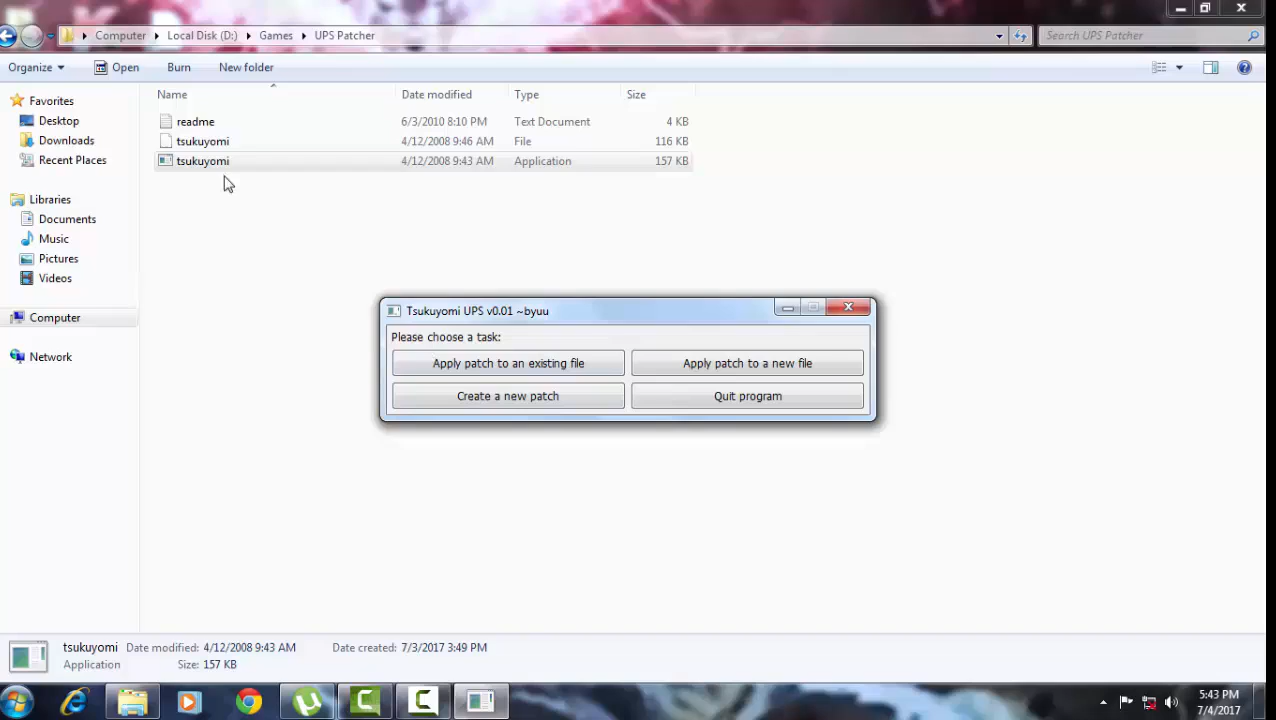 Computer Local Disk (D:) Games UPS Patcher Search UPS Patcher
Organize Open Burn New folder
Name Date modified Type Size
Favorites
Desktop
Downloads
Recent Places
Libraries
Documents
Music
Pictures
Videos
Computer
Network
readme 6/3/2010 8:10 PM Text Document 4 KB
tsukuyomi 4/12/2008 9:46 AM File 116 KB
tsukuyomi 4/12/2008 9:43 AM Application 157 KB
Tsukuyomi UPS v0.01 ~byuu
Please choose a task:
Apply patch to an existing file Apply patch to a new file
Create a new patch Quit program
tsukuyomi Date modified: 4/12/2008 9:43 AM Date created: 7/3/2017 3:49 PM
Application Size: 157 KB
5:43 PM
7/4/2017